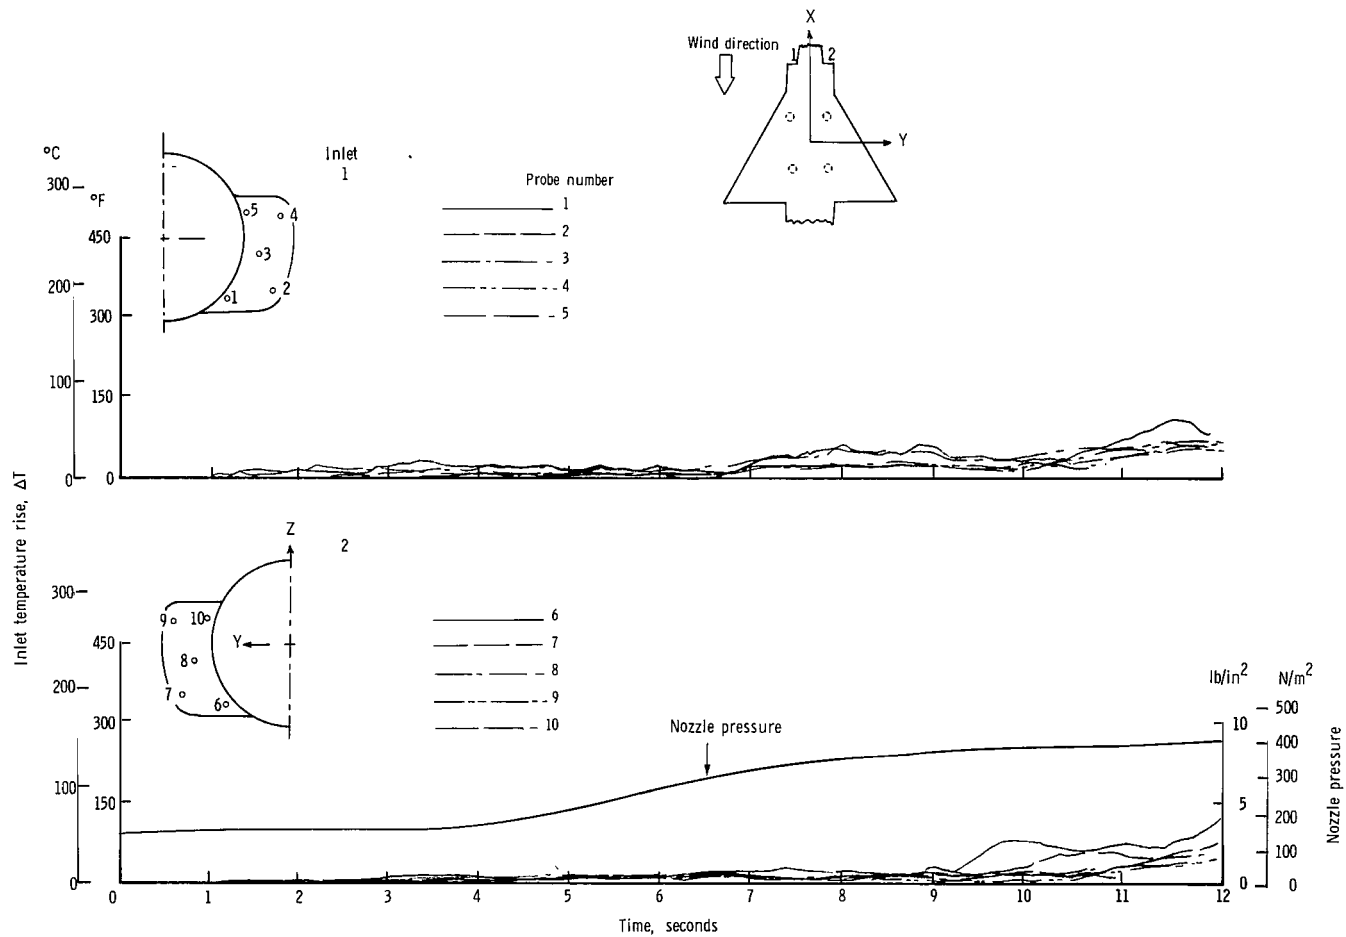 X
Wind direction
1 2
Y
°C
300
°F
450
200
300
100
150
0
0
Inlet
1
5
4
3
2
1
Probe number
1
2
3
4
5
Inlet temperature rise, ΔT
Z
2
Y
9
10
8
7
6
300
450
200
300
100
150
0
6
7
8
9
10
Nozzle pressure
lb/in2
N/m2
10
5
0
500
400
300
200
100
0
Nozzle pressure
0 1 2 3 4 5 6 7 8 9 10 11 12
Time, seconds